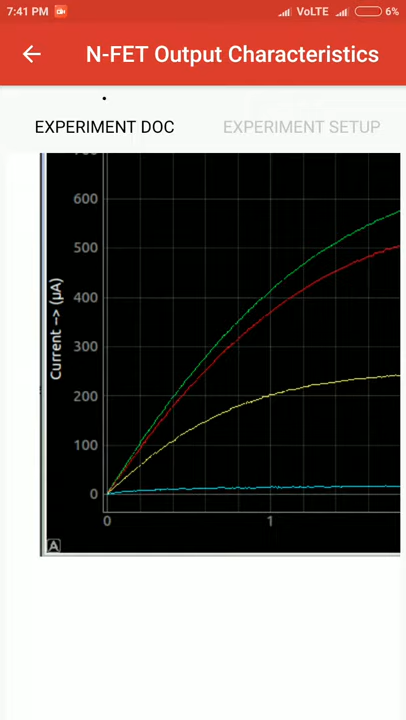 7:41 PM VoLTE 6%
N-FET Output Characteristics
EXPERIMENT DOC EXPERIMENT SETUP
600
500
400
300
200
100
0
Current --> (µA)
0 1
A